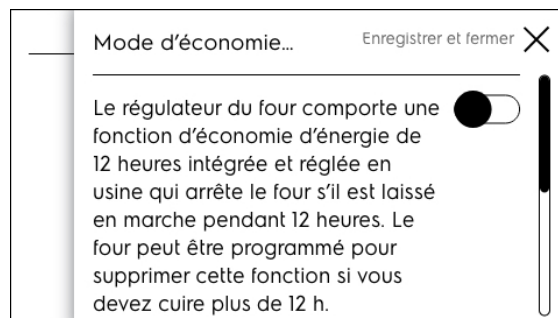 Mode d'économie...
Enregistrer et fermer
Le régulateur du four comporte une
fonction d'économie d'énergie de
12 heures intégrée et réglée en
usine qui arrête le four s'il est laissé
en marche pendant 12 heures. Le
four peut être programmé pour
supprimer cette fonction si vous
devez cuire plus de 12 h.